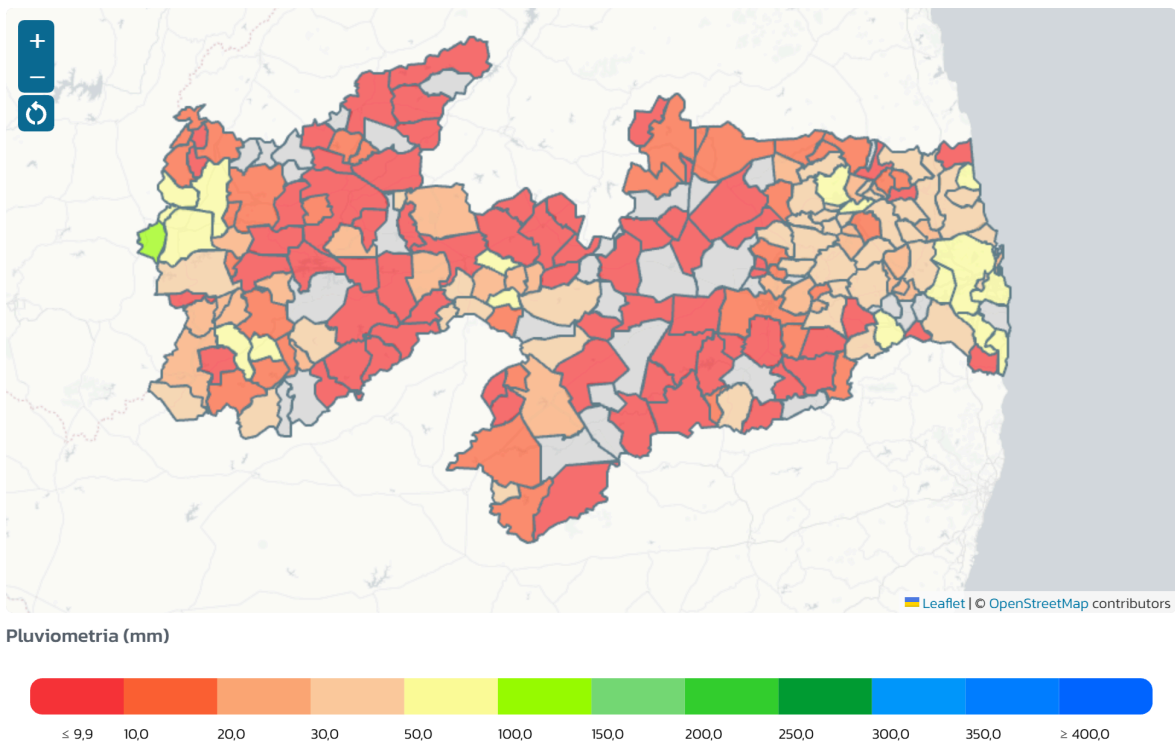 +
−
Leaflet | © OpenStreetMap contributors
Pluviometria (mm)
≤ 9,9 10,0 20,0 30,0 50,0 100,0 150,0 200,0 250,0 300,0 350,0 ≥ 400,0